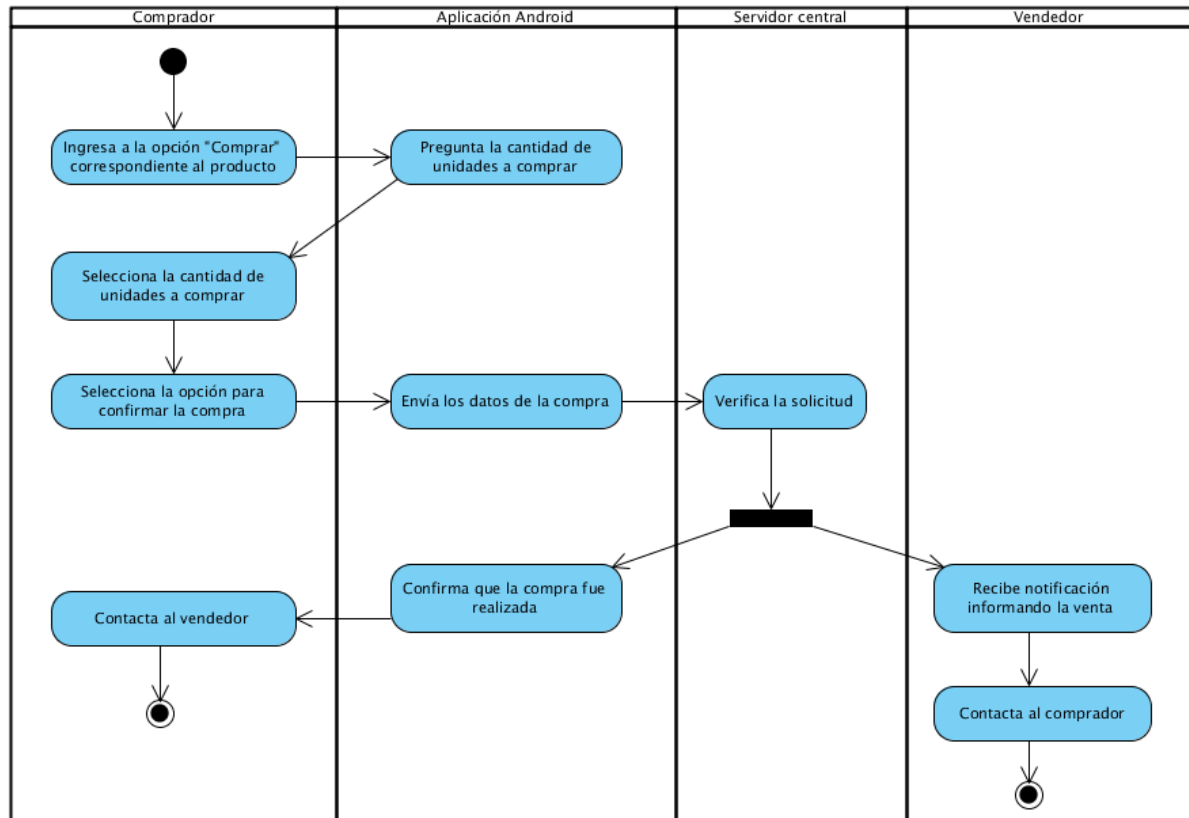 Comprador
Aplicación Android
Servidor central
Vendedor
Ingresa a la opción "Comprar"
correspondiente al producto
Pregunta la cantidad de
unidades a comprar
Selecciona la cantidad de
unidades a comprar
Selecciona la opción para
confirmar la compra
Envía los datos de la compra
Verifica la solicitud
Confirma que la compra fue
realizada
Recibe notificación
informando la venta
Contacta al vendedor
Contacta al comprador